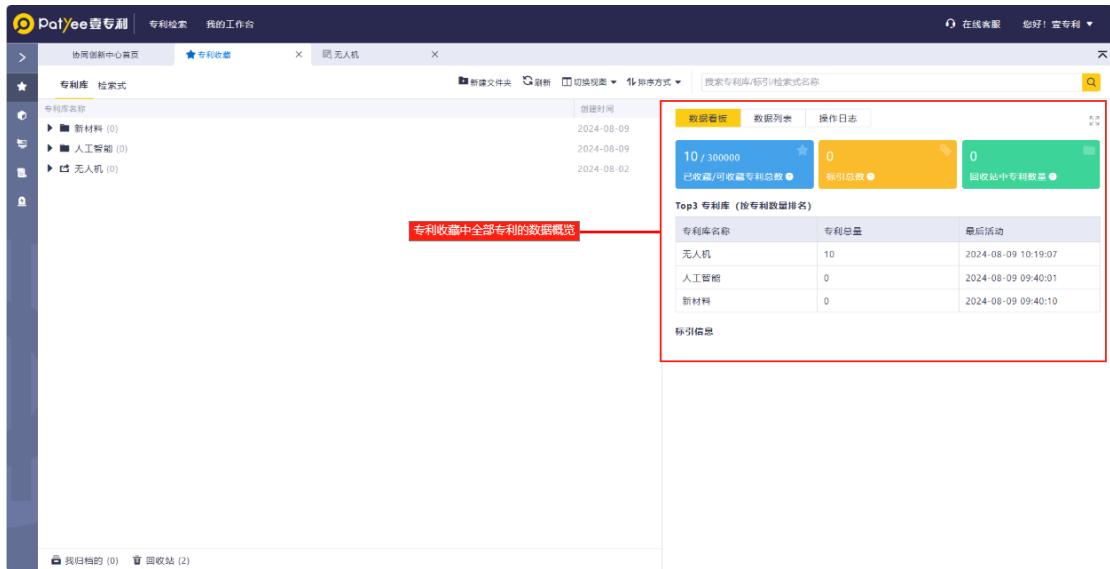 Patyee壹专利 专利检索 我的工作台 在线客服 您好！壹专利
协同创新中心首页 专利收藏 × 无人机 ×
专利库 检索式 新建文件夹 刷新 切换视图 排序方式 搜索专利库/标引/检索式名称
专利库名称 创建时间
新材料 (0) 2024-08-09
人工智能 (0) 2024-08-09
无人机 (0) 2024-08-02
数据看板 数据列表 操作日志
10 / 300000 0 0
已收藏/可收藏专利总数 标引总数 回收站中专利数量
Top3 专利库（按专利数量排名）
专利收藏中全部专利的数据概览
专利库名称 专利总量 最后活动
无人机 10 2024-08-09 10:19:07
人工智能 0 2024-08-09 09:40:01
新材料 0 2024-08-09 09:40:10
标引信息
我归档的 (0) 回收站 (2)